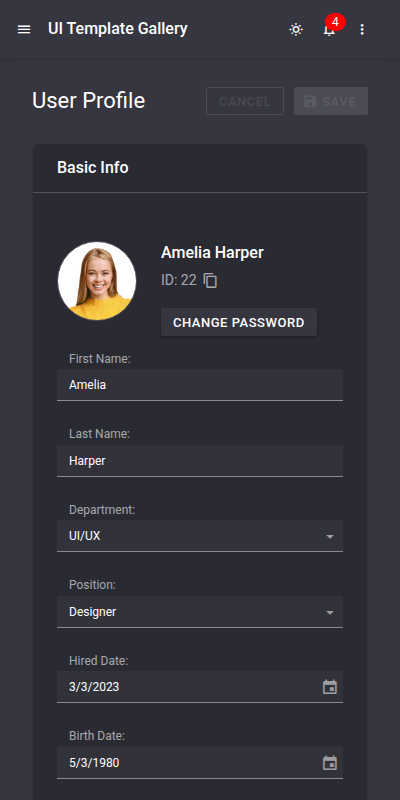 UI Template Gallery
4
User Profile
CANCEL
SAVE
Basic Info
Amelia Harper
ID: 22
CHANGE PASSWORD
First Name:
Amelia
Last Name:
Harper
Department:
UI/UX
Position:
Designer
Hired Date:
3/3/2023
Birth Date:
5/3/1980